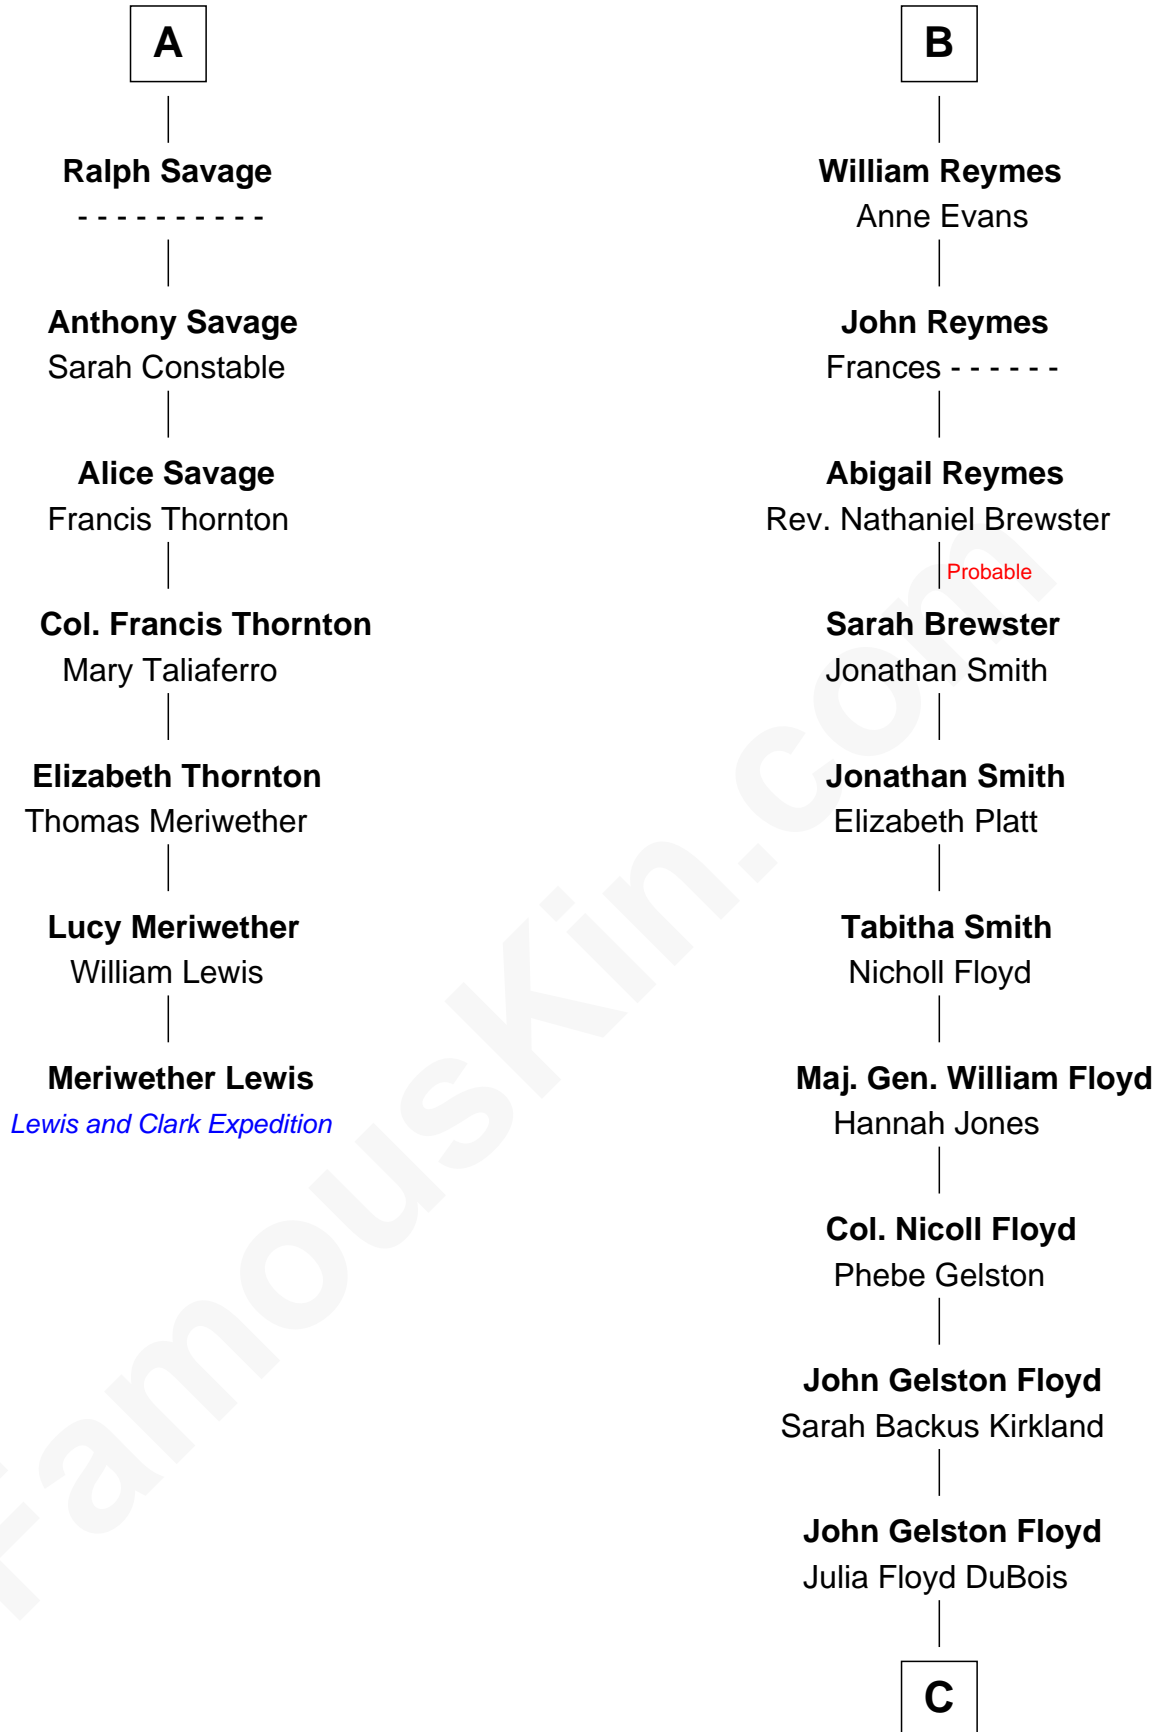 A
Ralph Savage
- - - - - - - - - -
Anthony Savage
Sarah Constable
Alice Savage
Francis Thornton
Col. Francis Thornton
Mary Taliaferro
Elizabeth Thornton
Thomas Meriwether
Lucy Meriwether
William Lewis
Meriwether Lewis
Lewis and Clark Expedition
B
William Reymes
Anne Evans
John Reymes
Frances - - - - - -
Abigail Reymes
Rev. Nathaniel Brewster
Probable
Sarah Brewster
Jonathan Smith
Jonathan Smith
Elizabeth Platt
Tabitha Smith
Nicholl Floyd
Maj. Gen. William Floyd
Hannah Jones
Col. Nicoll Floyd
Phebe Gelston
John Gelston Floyd
Sarah Backus Kirkland
John Gelston Floyd
Julia Floyd DuBois
C
FamousKin.com